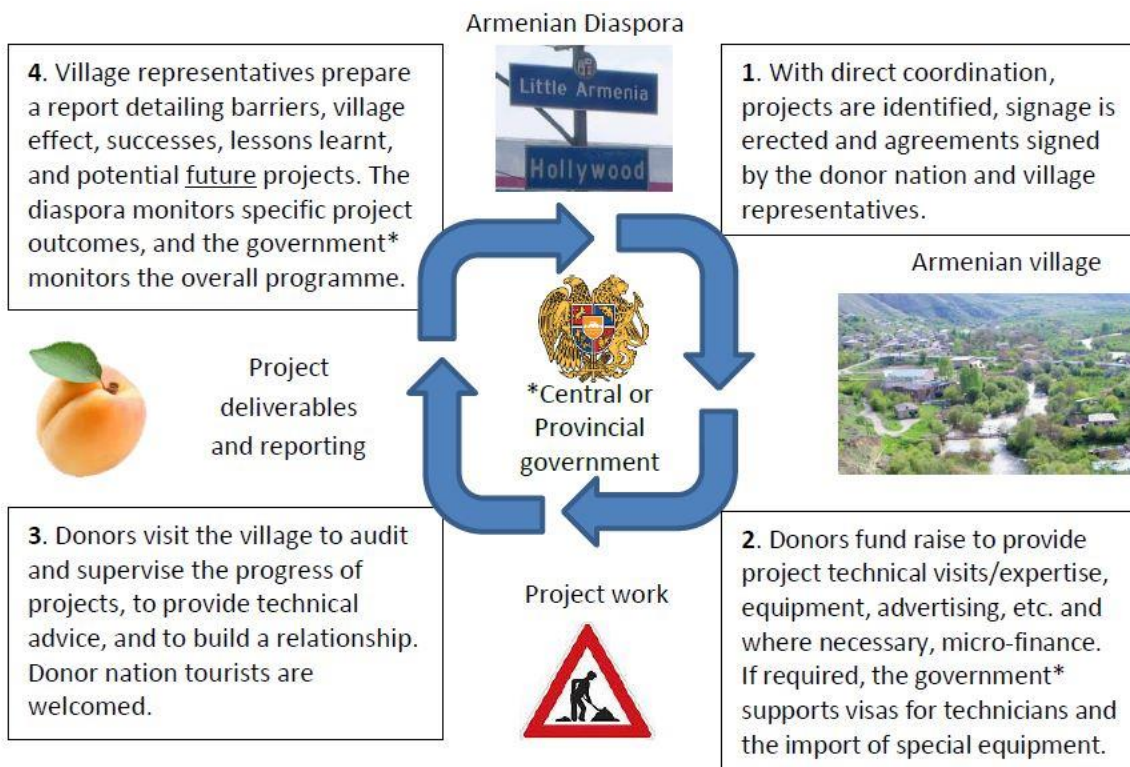 Armenian Diaspora
4. Village representatives prepare
a report detailing barriers, village
effect, successes, lessons learnt,
and potential future projects. The
diaspora monitors specific project
outcomes, and the government*
monitors the overall programme.
Little Armenia
Hollywood
1. With direct coordination,
projects are identified, signage is
erected and agreements signed
by the donor nation and village
representatives.
Armenian village
Project
deliverables
and reporting
*Central or
Provincial
government
3. Donors visit the village to audit
and supervise the progress of
projects, to provide technical
advice, and to build a relationship.
Donor nation tourists are
welcomed.
Project work
2. Donors fund raise to provide
project technical visits/expertise,
equipment, advertising, etc. and
where necessary, micro-finance.
If required, the government*
supports visas for technicians and
the import of special equipment.